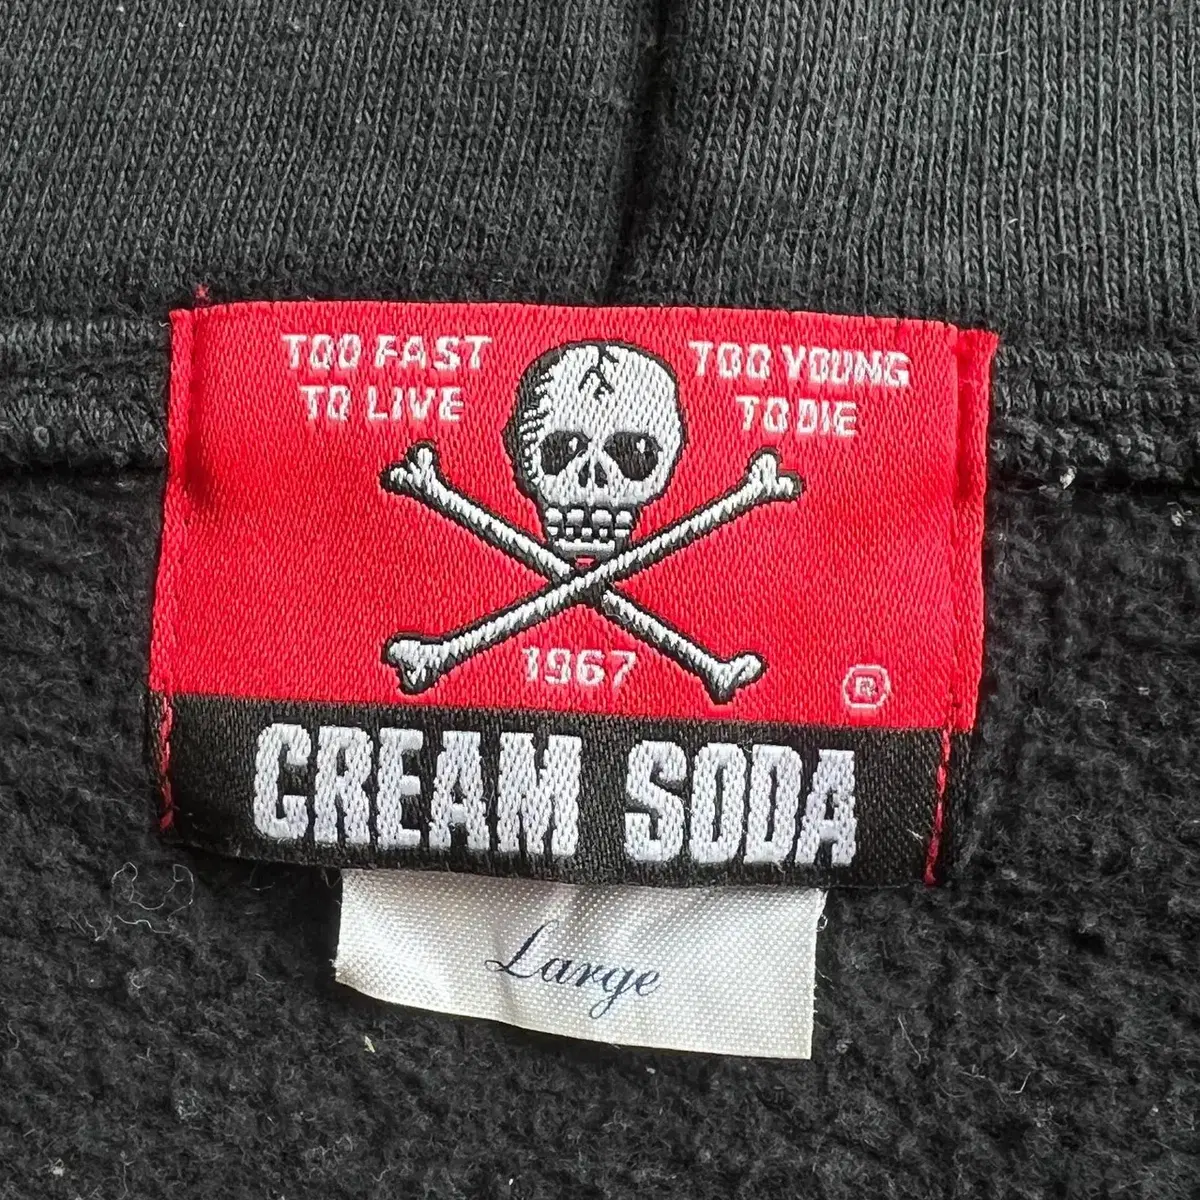 TOO FAST
TO LIVE
TOO YOUNG
TO DIE
1967
®
CREAM SODA
Large